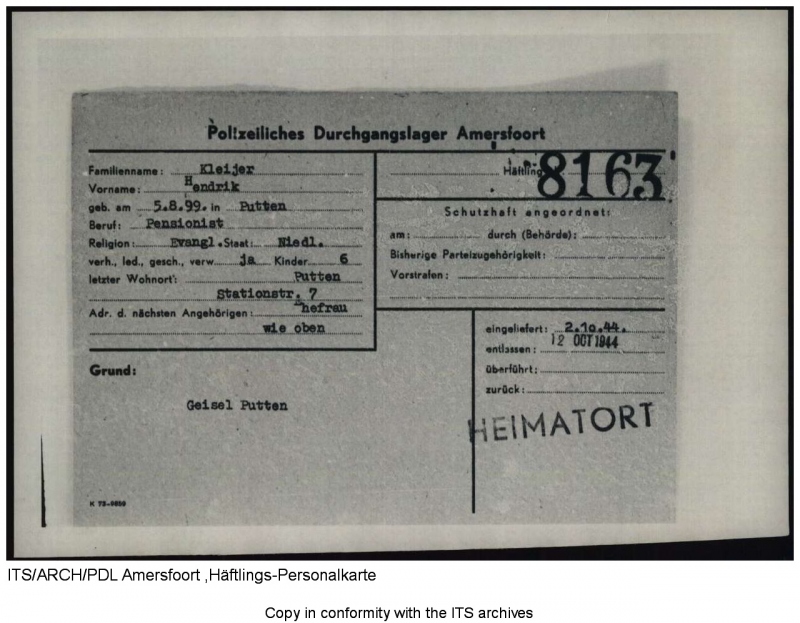 Polizeiliches Durchgangslager Amersfoort
Familienname: Kleijer
Vorname: Hendrik
geb. am 5.8.99. in Putten
Beruf: Pensionist
Religion: Evangl. Staat: Niedl.
verh., led., gesch., verw. ja Kinder 6
letzter Wohnort: Putten
Stationstr. 7
Adr. d. nächsten Angehörigen: Ehefrau
wie oben
Häftling 8163
Schutzhaft angeordnet:
am: durch (Behörde):
Bisherige Parteizugehörigkeit:
Vorstrafen:
Grund:
Geisel Putten
eingeliefert: 2.10.44.
entlassen: 12 OCT 1944
überführt:
zurück:
HEIMATORT
ITS/ARCH/PDL Amersfoort ,Häftlings-Personalkarte
Copy in conformity with the ITS archives